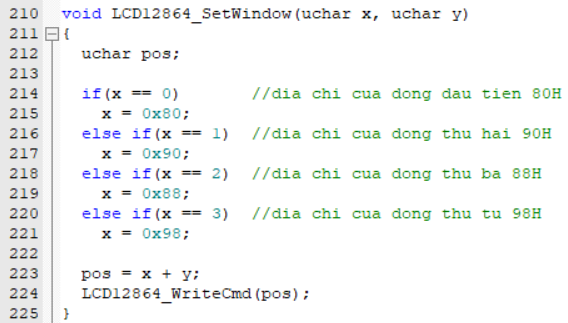 210 void LCD12864_SetWindow(uchar x, uchar y)
211 {
212 uchar pos;
213
214 if(x == 0) //dia chi cua dong dau tien 80H
215 x = 0x80;
216 else if(x == 1) //dia chi cua dong thu hai 90H
217 x = 0x90;
218 else if(x == 2) //dia chi cua dong thu ba 88H
219 x = 0x88;
220 else if(x == 3) //dia chi cua dong thu tu 98H
221 x = 0x98;
222
223 pos = x + y;
224 LCD12864_WriteCmd(pos);
225 }